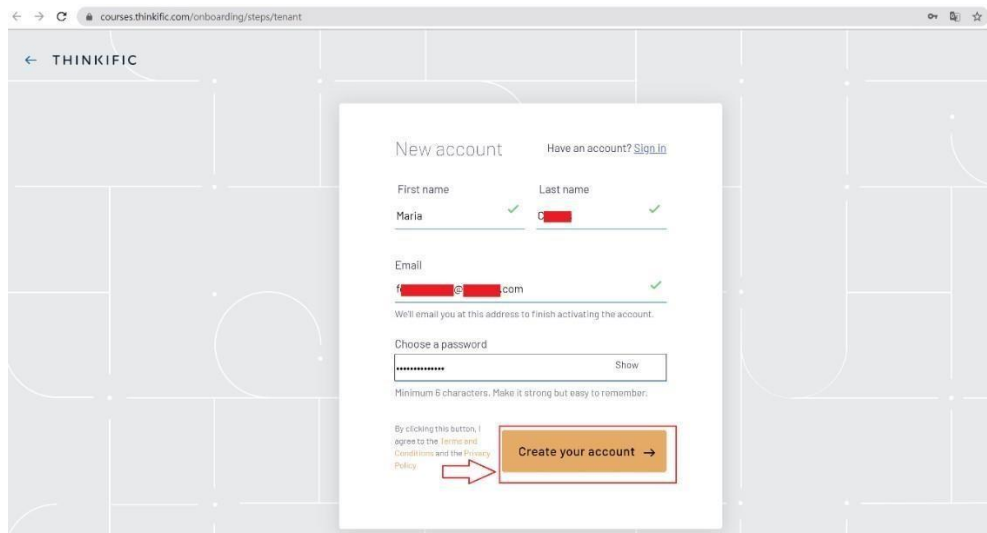 courses.thinkific.com/onboarding/steps/tenant
THINKIFIC
New account
Have an account? Sign in
First name
Last name
Maria
C
Email
f @ .com
We'll email you at this address to finish activating the account.
Choose a password
••••••••••••••
Show
Minimum 6 characters. Make it strong but easy to remember.
By clicking this button, I
agree to the Terms and
Conditions and the Privacy
Policy
Create your account →